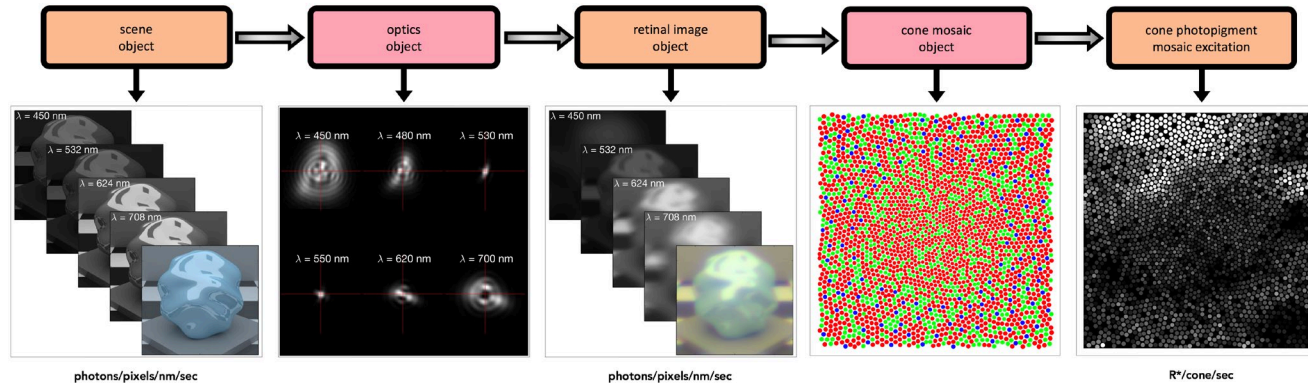 scene
object
optics
object
retinal image
object
cone mosaic
object
cone photopigment
mosaic excitation
λ = 450 nm
λ = 532 nm
λ = 624 nm
λ = 708 nm
λ = 450 nm
λ = 480 nm
λ = 530 nm
λ = 550 nm
λ = 620 nm
λ = 700 nm
λ = 450 nm
λ = 532 nm
λ = 624 nm
λ = 708 nm
photons/pixels/nm/sec
photons/pixels/nm/sec
R*/cone/sec